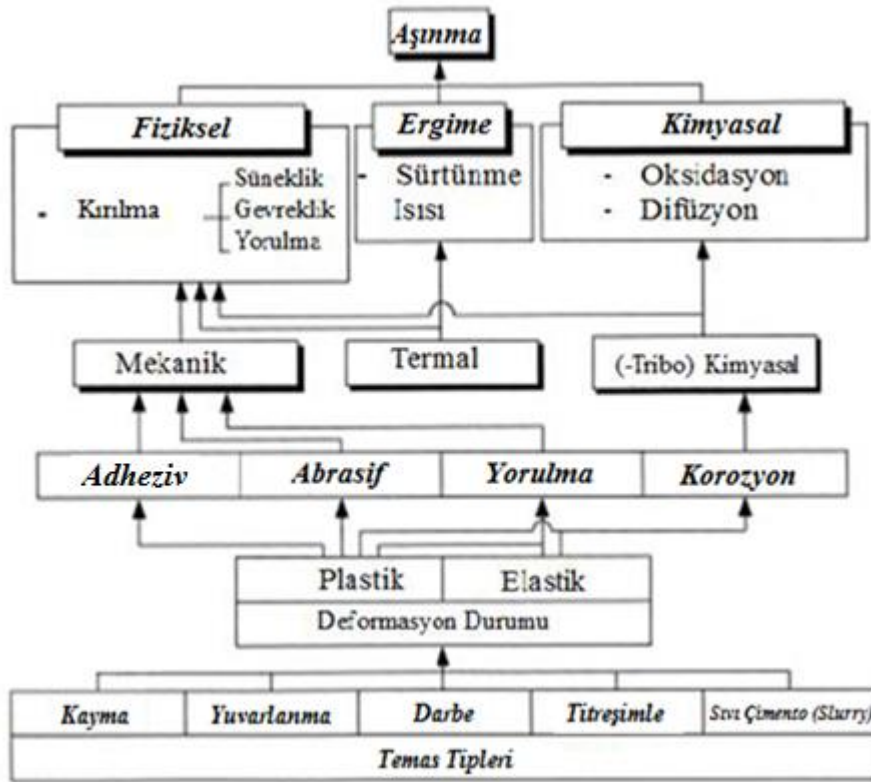 Aşınma
Fiziksel
Ergime
Kimyasal
- Kırılma
Süneklik
Gevreklik
Yorulma
- Sürtünme
Isısı
- Oksidasyon
- Difüzyon
Mekanik
Termal
(-Tribo) Kimyasal
Adheziv
Abrasif
Yorulma
Korozyon
Plastik
Elastik
Deformasyon Durumu
Kayma
Yuvarlanma
Darbe
Titreşimle
Sıvı Çimento (Slurry)
Temas Tipleri